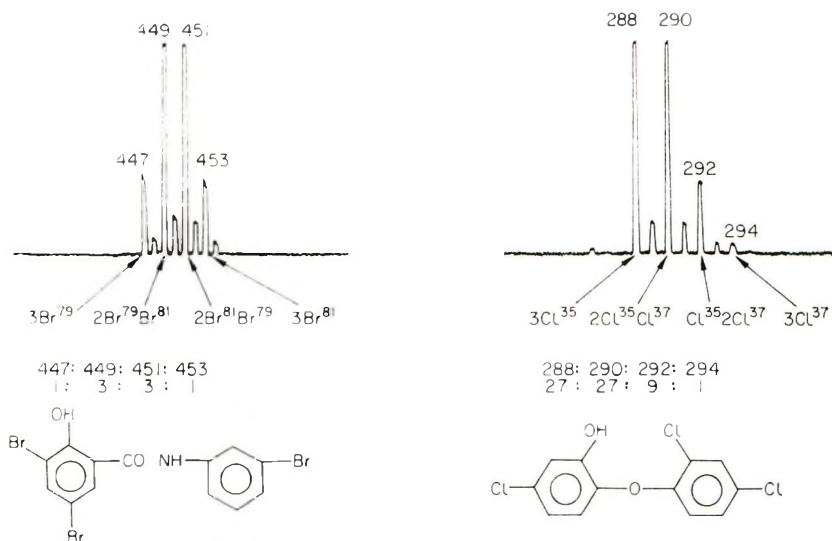 449 451
447 453
3Br⁷⁹ 2Br⁷⁹Br⁸¹ 2Br⁸¹Br⁷⁹ 3Br⁸¹
447: 449: 451: 453
1: 3 : 3 : 1
OH
Br
CO NH
Br
Br
288 290
292
294
3Cl³⁵ 2Cl³⁵Cl³⁷ Cl³⁵2Cl³⁷ 3Cl³⁷
288: 290: 292: 294
27 : 27 : 9 : 1
OH
Cl
Cl
O
Cl